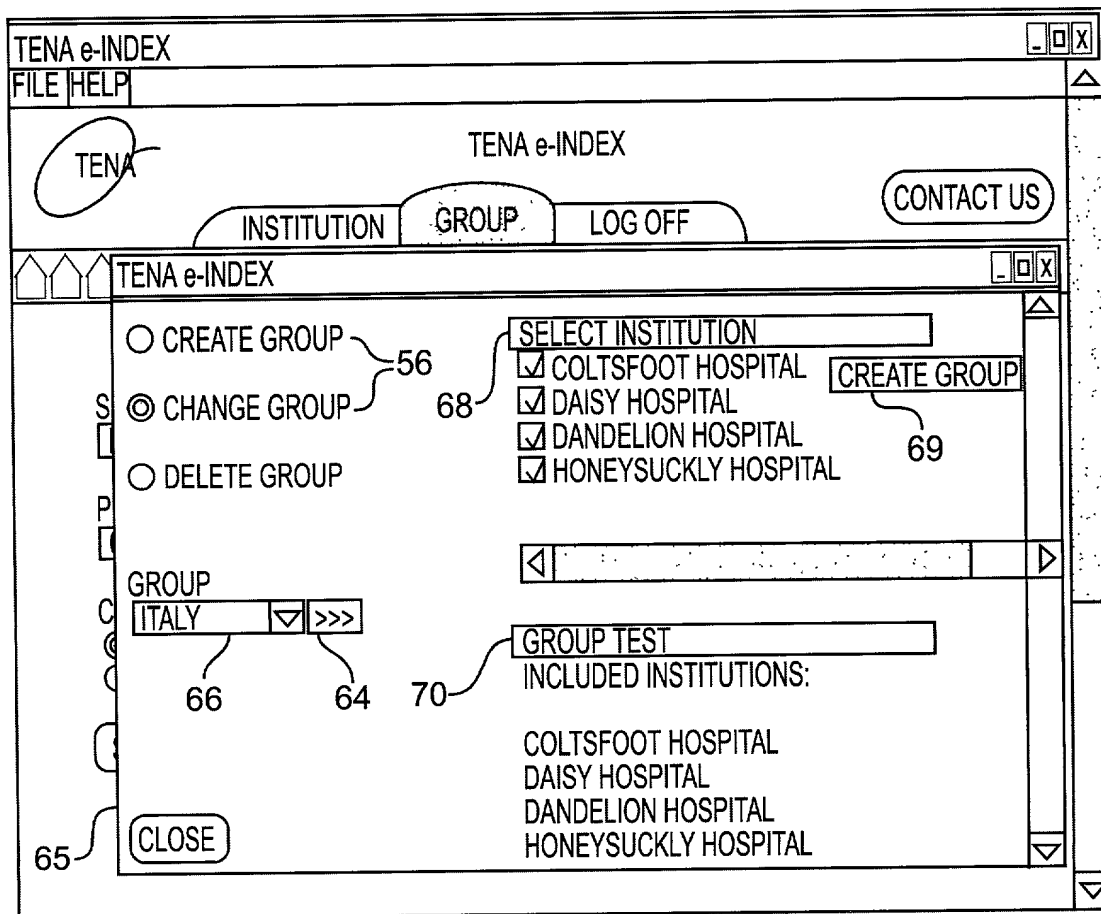 TENA e-INDEX
FILE HELP
TENA
TENA e-INDEX
CONTACT US
INSTITUTION GROUP LOG OFF
TENA e-INDEX
CREATE GROUP
56
CHANGE GROUP
DELETE GROUP
SELECT INSTITUTION
68
COLTSFOOT HOSPITAL
DAISY HOSPITAL
DANDELION HOSPITAL
HONEYSUCKLY HOSPITAL
CREATE GROUP
69
S
P
C
GROUP
ITALY >>>
66 64
GROUP TEST
70
INCLUDED INSTITUTIONS:
COLTSFOOT HOSPITAL
DAISY HOSPITAL
DANDELION HOSPITAL
HONEYSUCKLY HOSPITAL
CLOSE
65